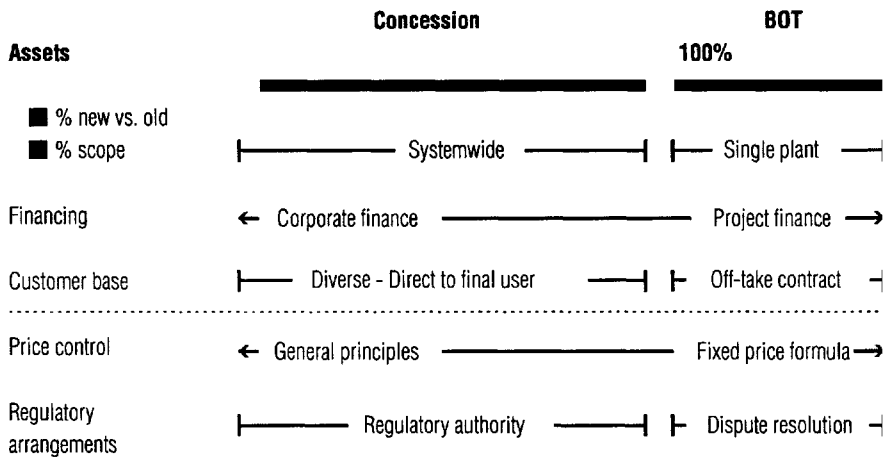 Concession BOT
Assets 100%
% new vs. old
% scope Systemwide Single plant
Financing Corporate finance Project finance
Customer base Diverse - Direct to final user Off-take contract
Price control General principles Fixed price formula
Regulatory
arrangements Regulatory authority Dispute resolution